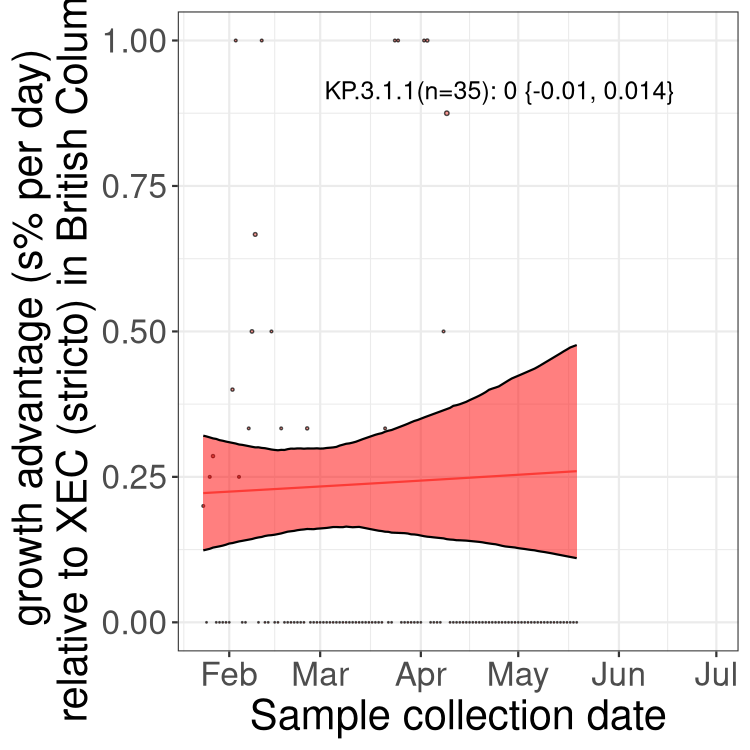 growth advantage (s% per day)
relative to XEC (stricto) in British Colum
1.00
0.75
0.50
0.25
0.00
KP.3.1.1(n=35): 0 {-0.01, 0.014}
Feb Mar Apr May Jun Jul
Sample collection date